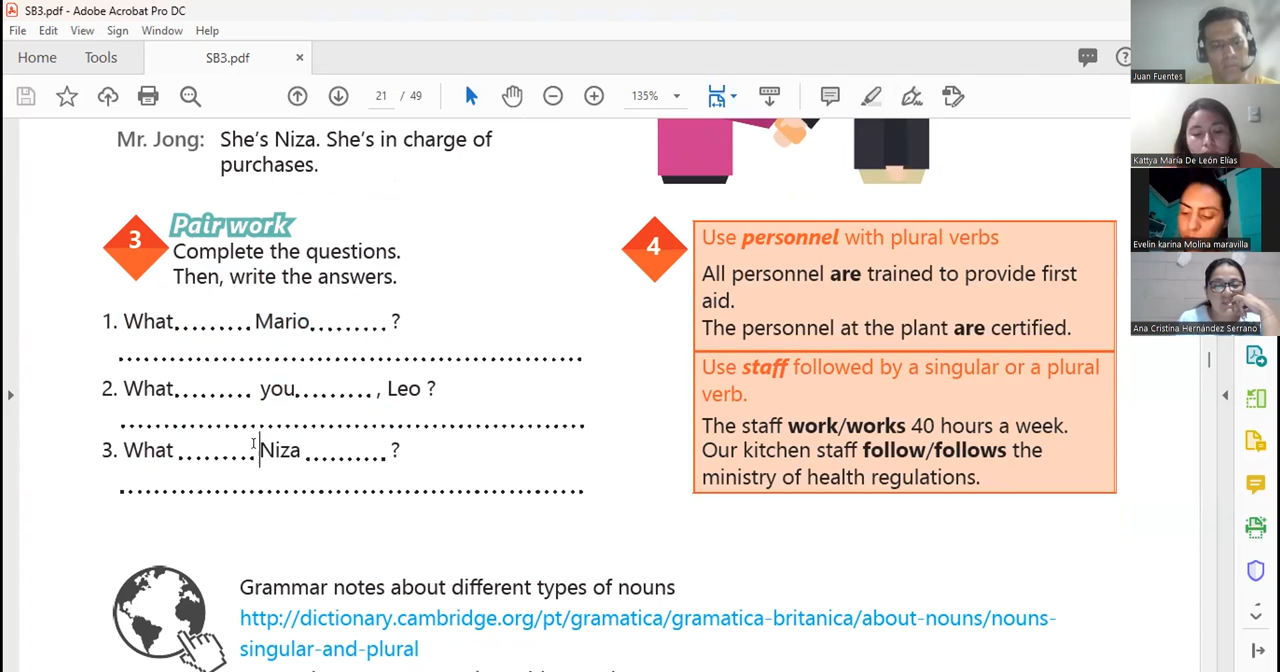 SB3.pdf - Adobe Acrobat Pro DC
File Edit View Sign Window Help
Home Tools SB3.pdf ×
21 / 49 135%
Mr. Jong: She's Niza. She's in charge of
purchases.
3 Pair work
Complete the questions.
Then, write the answers.
1. What......... Mario......... ?
2. What......... you........., Leo ?
3. What ......... Niza .......... ?
4
Use personnel with plural verbs
All personnel are trained to provide first
aid.
The personnel at the plant are certified.
Use staff followed by a singular or a plural
verb.
The staff work/works 40 hours a week.
Our kitchen staff follow/follows the
ministry of health regulations.
Grammar notes about different types of nouns
http://dictionary.cambridge.org/pt/gramatica/gramatica-britanica/about-nouns/nouns-
singular-and-plural
Juan Fuentes
Kattya María De León Elías
Evelin karina Molina maravilla
Ana Cristina Hernández Serrano